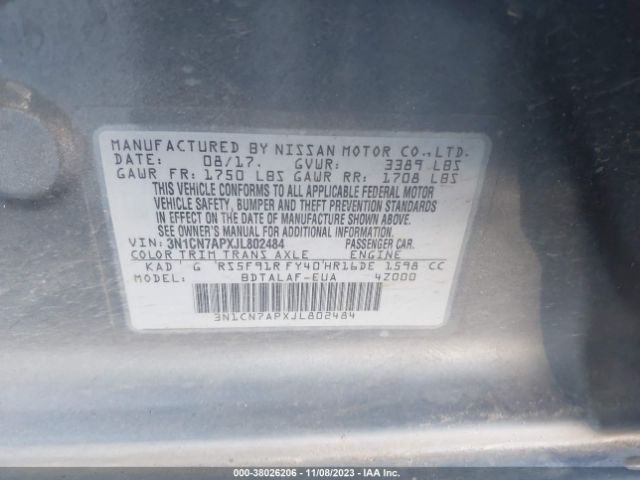 MANUFACTURED BY NISSAN MOTOR CO.,LTD.
DATE: 08/17. GVWR: 3389 LBS
GAWR FR: 1750 LBS GAWR RR: 1708 LBS
THIS VEHICLE CONFORMS TO ALL APPLICABLE FEDERAL MOTOR
VEHICLE SAFETY, BUMPER AND THEFT PREVENTION STANDARDS
IN EFFECT ON THE DATE OF MANUFACTURE SHOWN ABOVE.
SEE OWNER'S MANUAL FOR ADDITIONAL INFORMATION.
VIN: 3N1CN7APXJL802484 PASSENGER CAR.
COLOR TRIM TRANS AXLE ENGINE
KAD G RS5F91R FY40 HR16DE 1598 CC
MODEL: BDTALAF-EUA 4Z000
3N1CN7APXJL802484
000-38026206 - 11/08/2023 - IAA Corp.